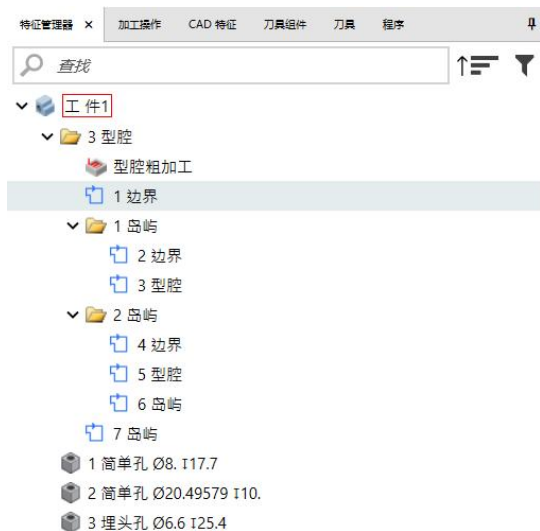 特征管理器 × 加工操作 CAD 特征 刀具组件 刀具 程序
查找
工 件1
3 型腔
型腔粗加工
1 边界
1 岛屿
2 边界
3 型腔
2 岛屿
4 边界
5 型腔
6 岛屿
7 岛屿
1 简单孔 Ø8. ↧17.7
2 简单孔 Ø20.49579 ↧10.
3 埋头孔 Ø6.6 ↧25.4